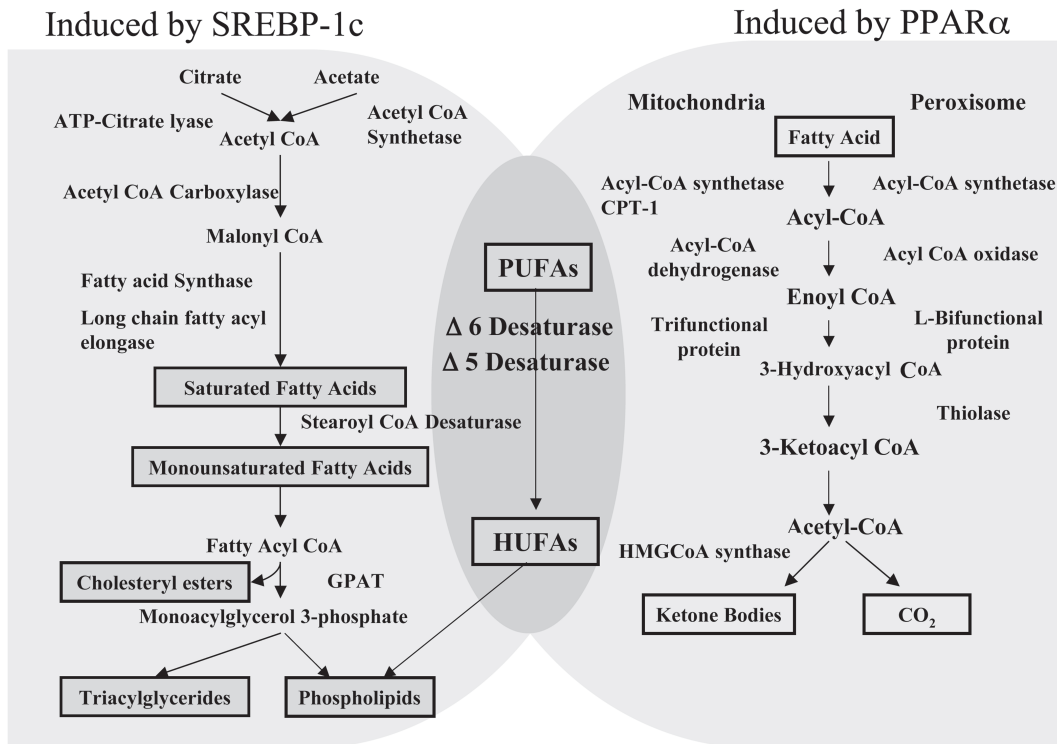 Induced by SREBP-1c
Induced by PPARα
Citrate
Acetate
ATP-Citrate lyase
Acetyl CoA
Synthetase
Acetyl CoA
Acetyl CoA Carboxylase
Malonyl CoA
Fatty acid Synthase
Long chain fatty acyl
elongase
Saturated Fatty Acids
Stearoyl CoA Desaturase
Monounsaturated Fatty Acids
Fatty Acyl CoA
Cholesteryl esters
GPAT
Monoacylglycerol 3-phosphate
Triacylglycerides
Phospholipids
PUFAs
Δ 6 Desaturase
Δ 5 Desaturase
HUFAs
Mitochondria
Peroxisome
Fatty Acid
Acyl-CoA synthetase
CPT-1
Acyl-CoA synthetase
Acyl-CoA
Acyl-CoA
dehydrogenase
Acyl CoA oxidase
Enoyl CoA
Trifunctional
protein
L-Bifunctional
protein
3-Hydroxyacyl CoA
Thiolase
3-Ketoacyl CoA
Acetyl-CoA
HMGCoA synthase
Ketone Bodies
CO2